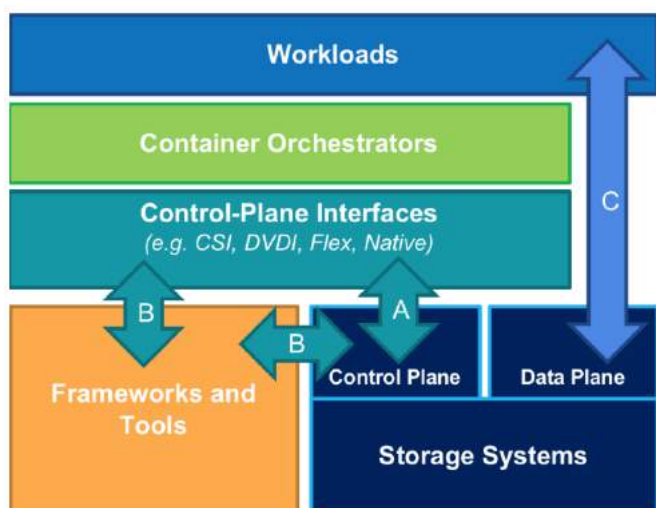 Workloads
Container Orchestrators
C
Control-Plane Interfaces
(e.g. CSI, DVDI, Flex, Native)
B
A
B
Control Plane
Data Plane
Frameworks and
Tools
Storage Systems